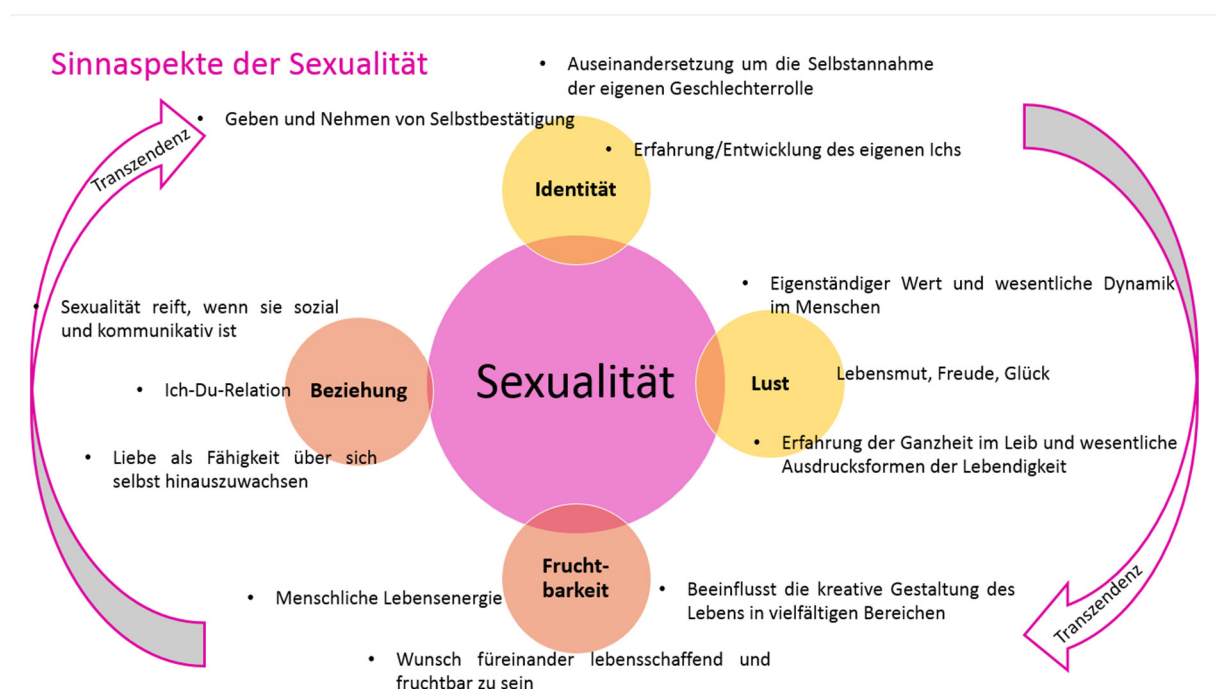 Sinnaspekte der Sexualität
• Auseinandersetzung um die Selbstannahme
der eigenen Geschlechterrolle
• Geben und Nehmen von Selbstbestätigung
• Erfahrung/Entwicklung des eigenen Ichs
Transzendenz
Identität
• Eigenständiger Wert und wesentliche Dynamik
im Menschen
• Sexualität reift, wenn sie sozial
und kommunikativ ist
Sexualität
Lust
Lebensmut, Freude, Glück
• Ich-Du-Relation
Beziehung
• Erfahrung der Ganzheit im Leib und wesentliche
Ausdrucksformen der Lebendigkeit
• Liebe als Fähigkeit über sich
selbst hinauszuwachsen
Frucht-
barkeit
• Menschliche Lebensenergie
• Beeinflusst die kreative Gestaltung des
Lebens in vielfältigen Bereichen
Transzendenz
• Wunsch füreinander lebensschaffend und
fruchtbar zu sein